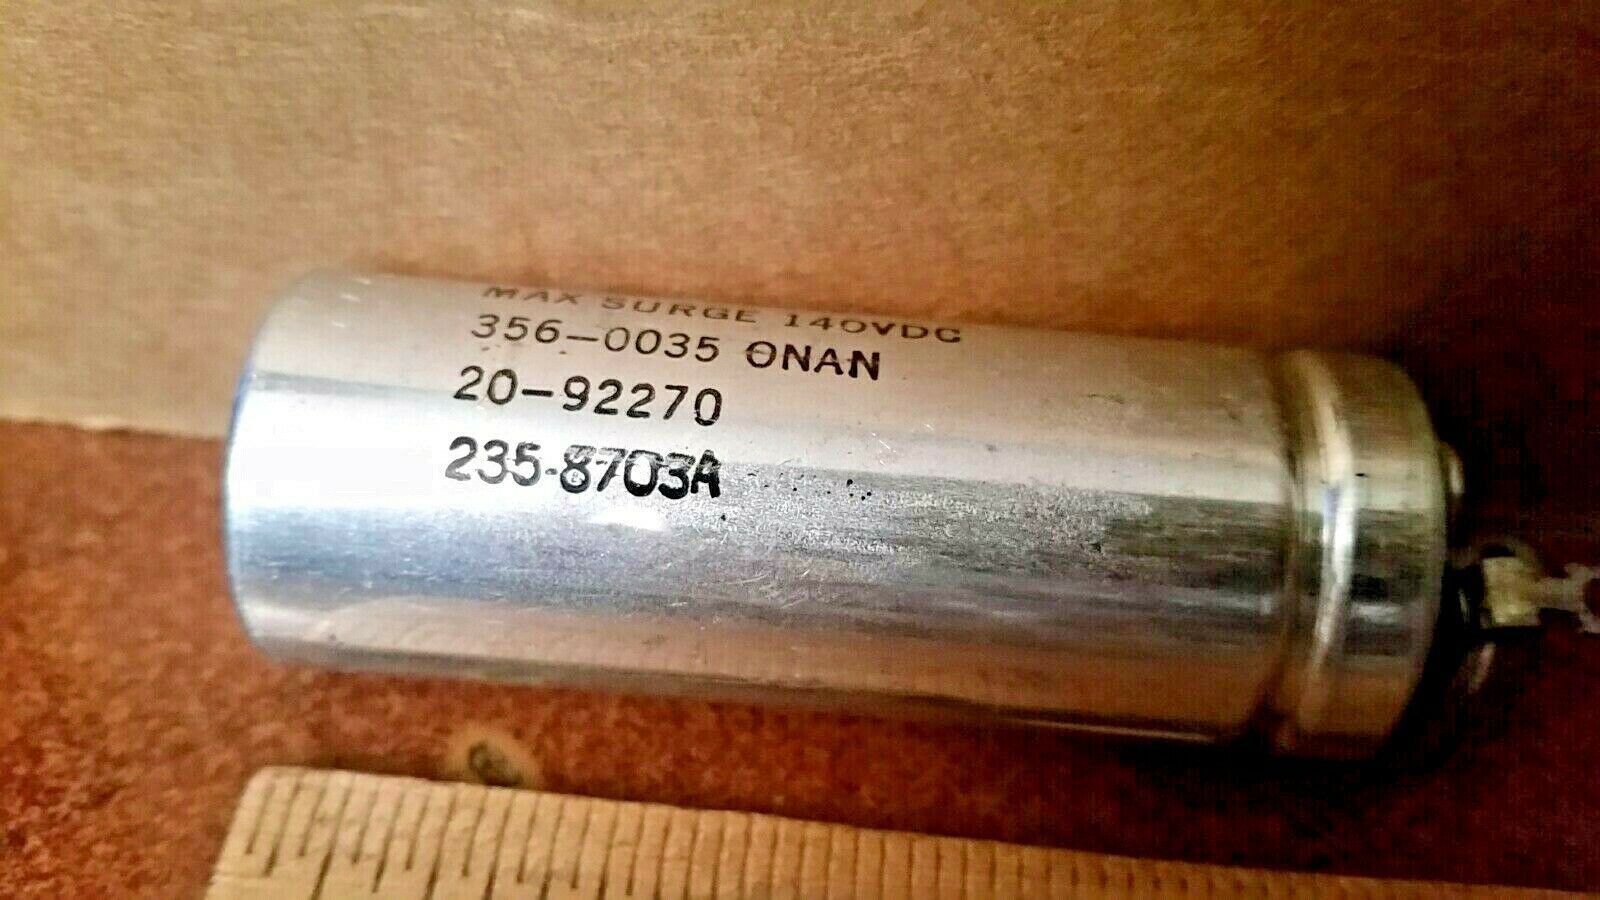 MAX SURGE 140VDC
356-0035 ONAN
20-92270
235-8703A